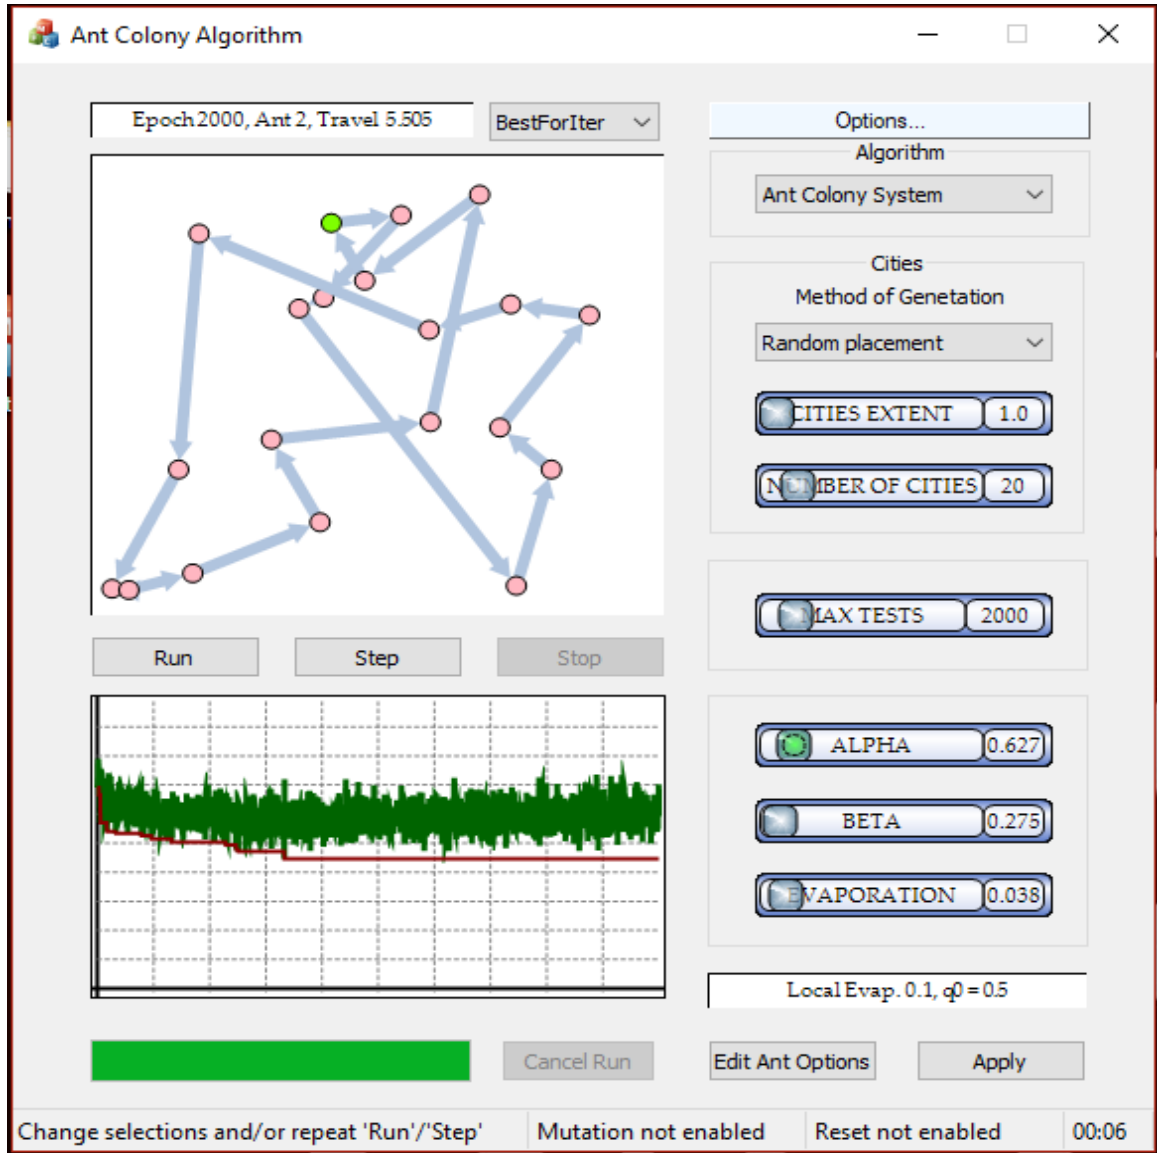 Ant Colony Algorithm
Epoch 2000, Ant 2, Travel 5.505
BestForIter
Options...
Algorithm
Ant Colony System
Cities
Method of Genetation
Random placement
CITIES EXTENT 1.0
NUMBER OF CITIES 20
MAX TESTS 2000
Run Step Stop
ALPHA 0.627
BETA 0.275
EVAPORATION 0.038
Local Evap. 0.1, q0 = 0.5
Cancel Run
Edit Ant Options
Apply
Change selections and/or repeat 'Run'/'Step'
Mutation not enabled
Reset not enabled
00:06